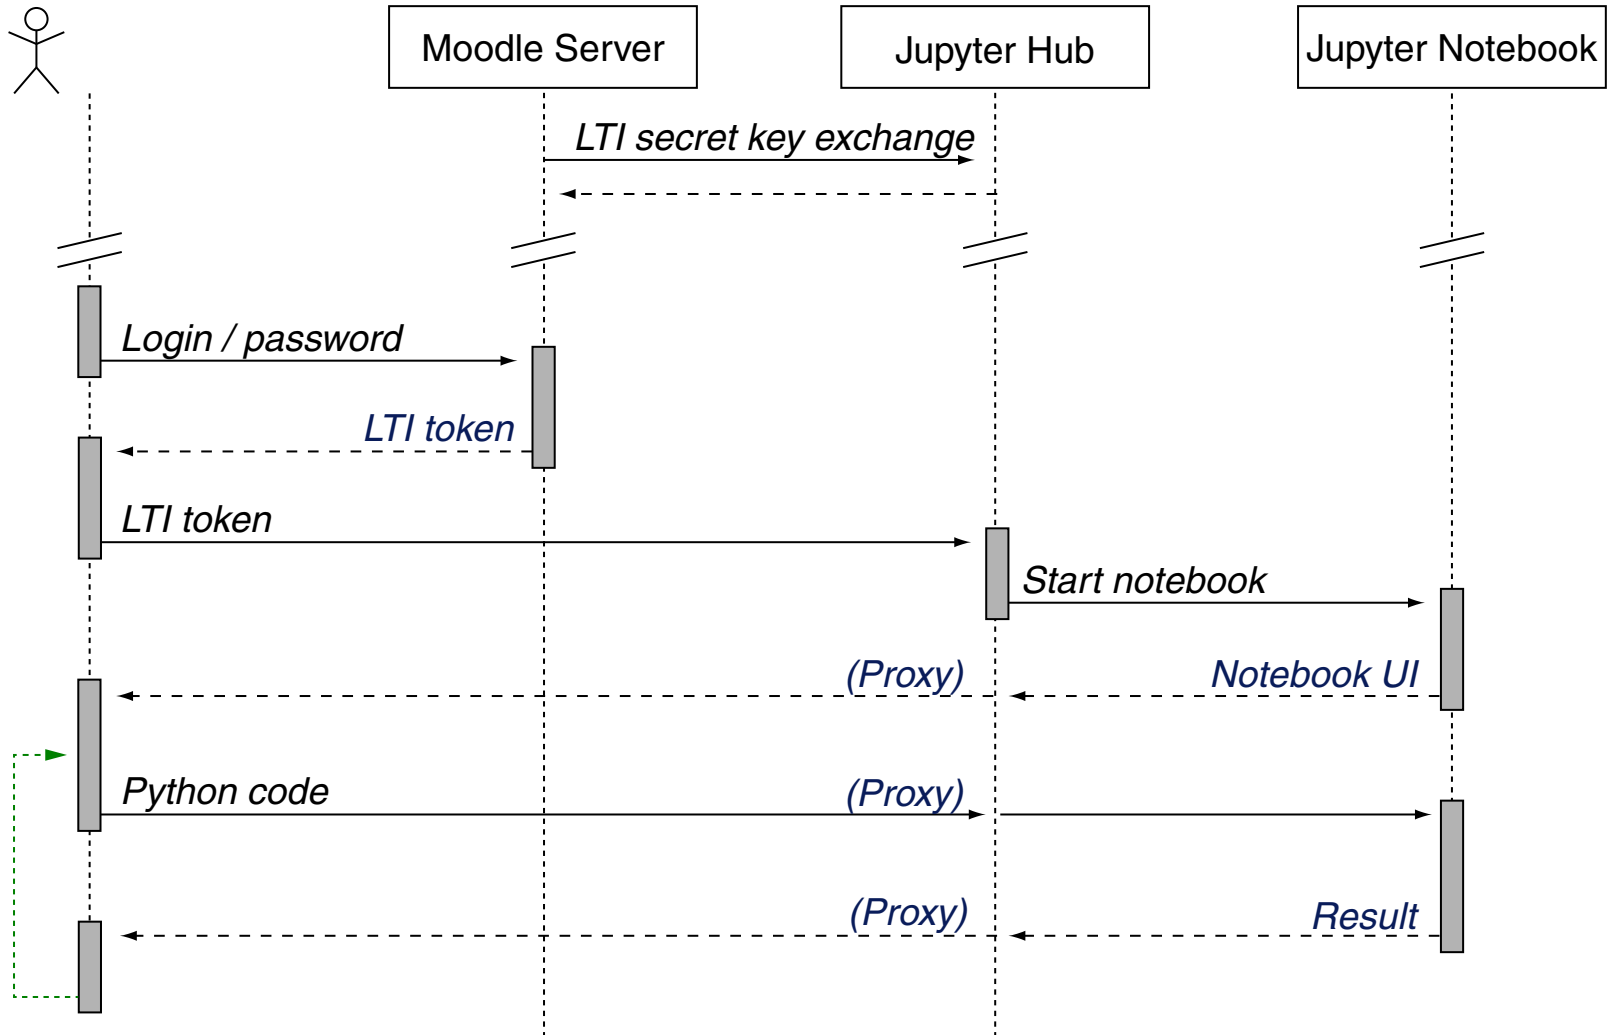 Moodle Server
Jupyter Hub
Jupyter Notebook
LTI secret key exchange
Login / password
LTI token
LTI token
Start notebook
(Proxy)
Notebook UI
Python code
(Proxy)
(Proxy)
Result